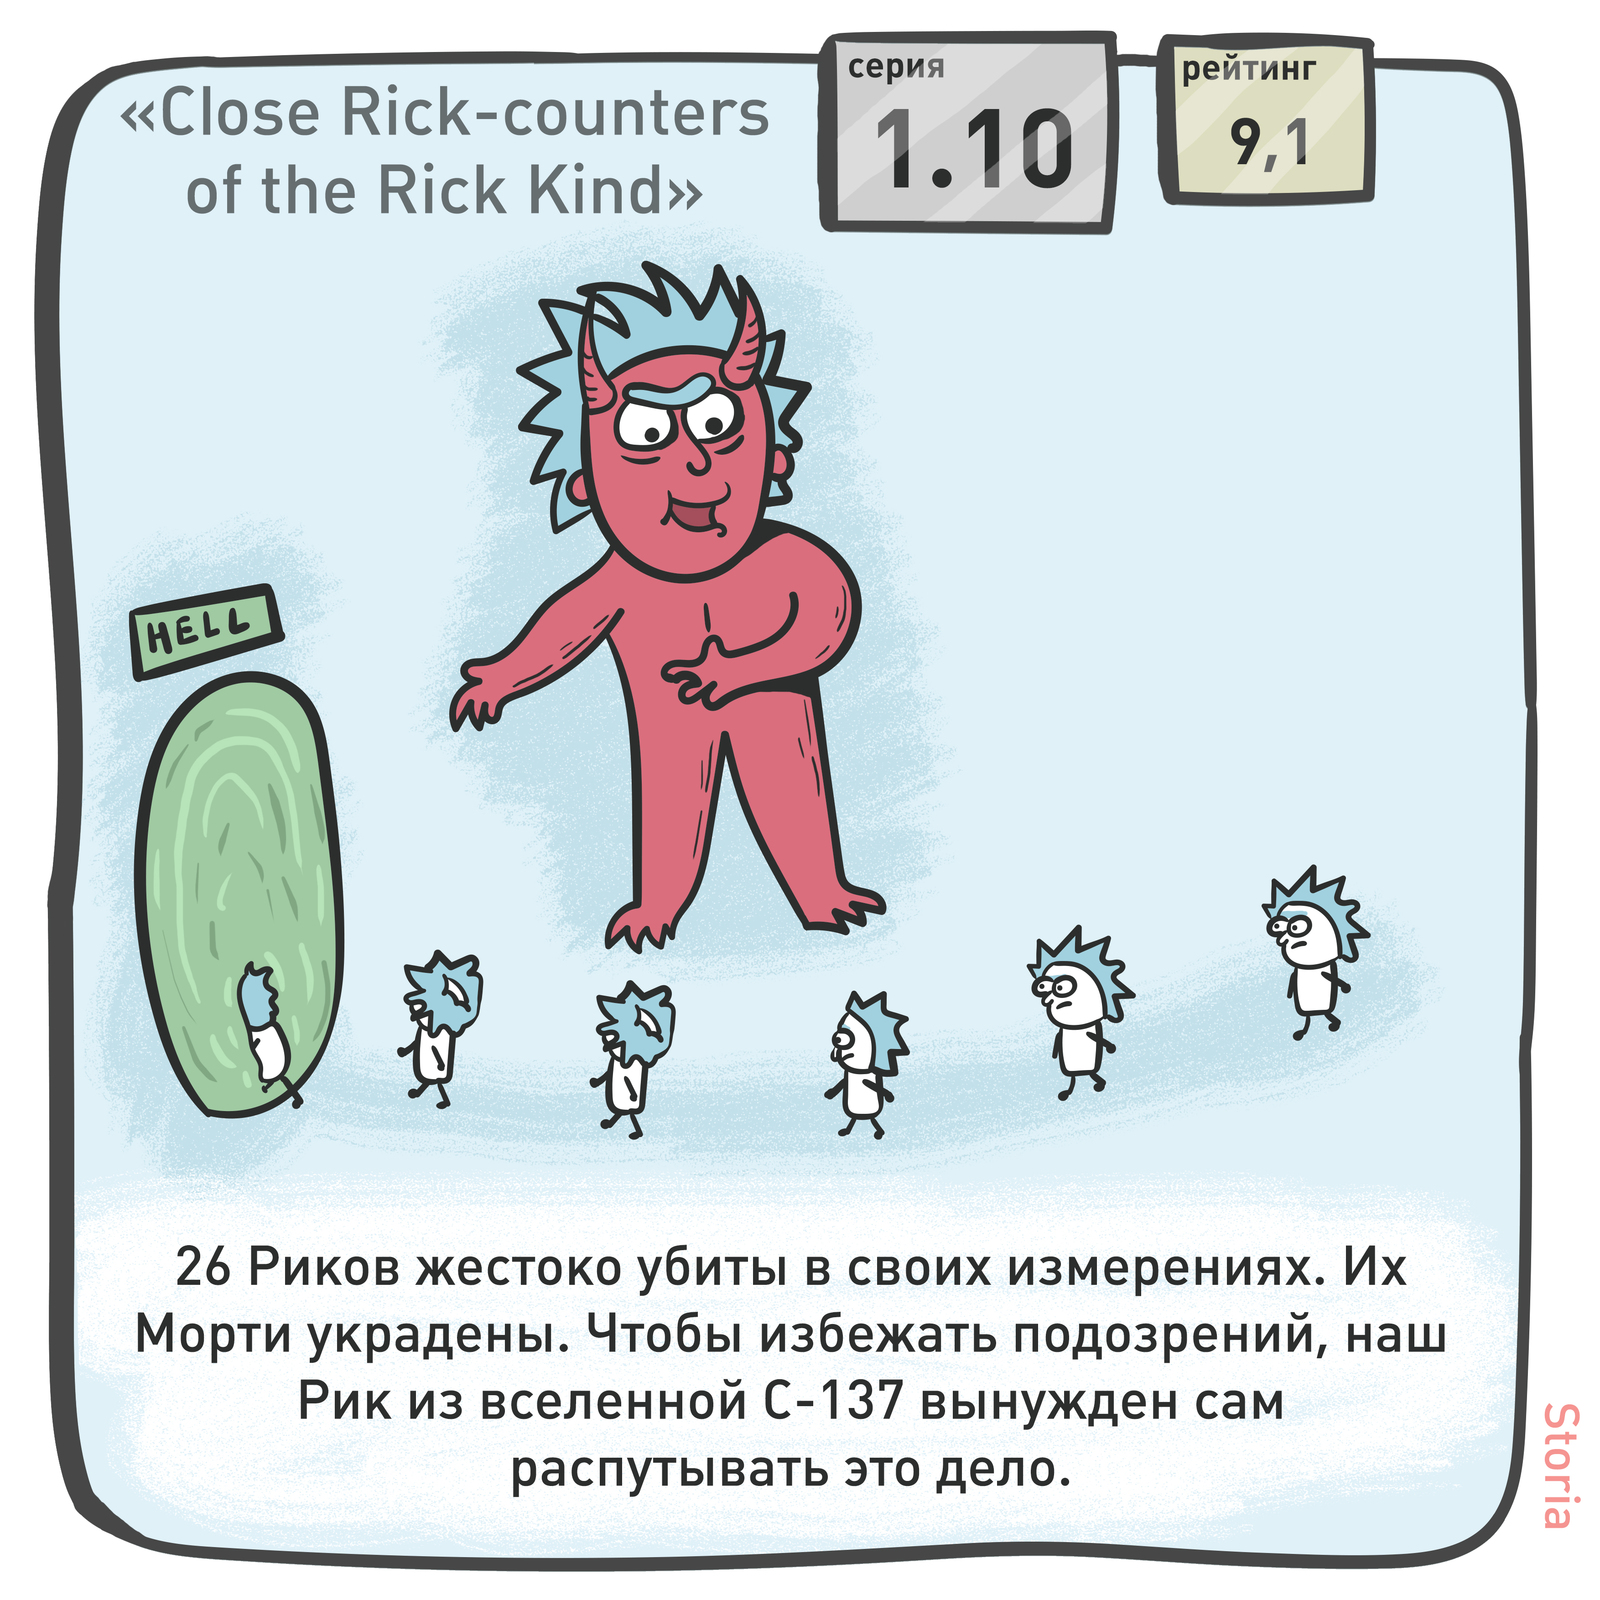 «Close Rick-counters
of the Rick Kind»
серия
1.10
рейтинг
9,1
HELL
26 Риков жестоко убиты в своих измерениях. Их
Морти украдены. Чтобы избежать подозрений, наш
Рик из вселенной С-137 вынужден сам
распутывать это дело.
Storia